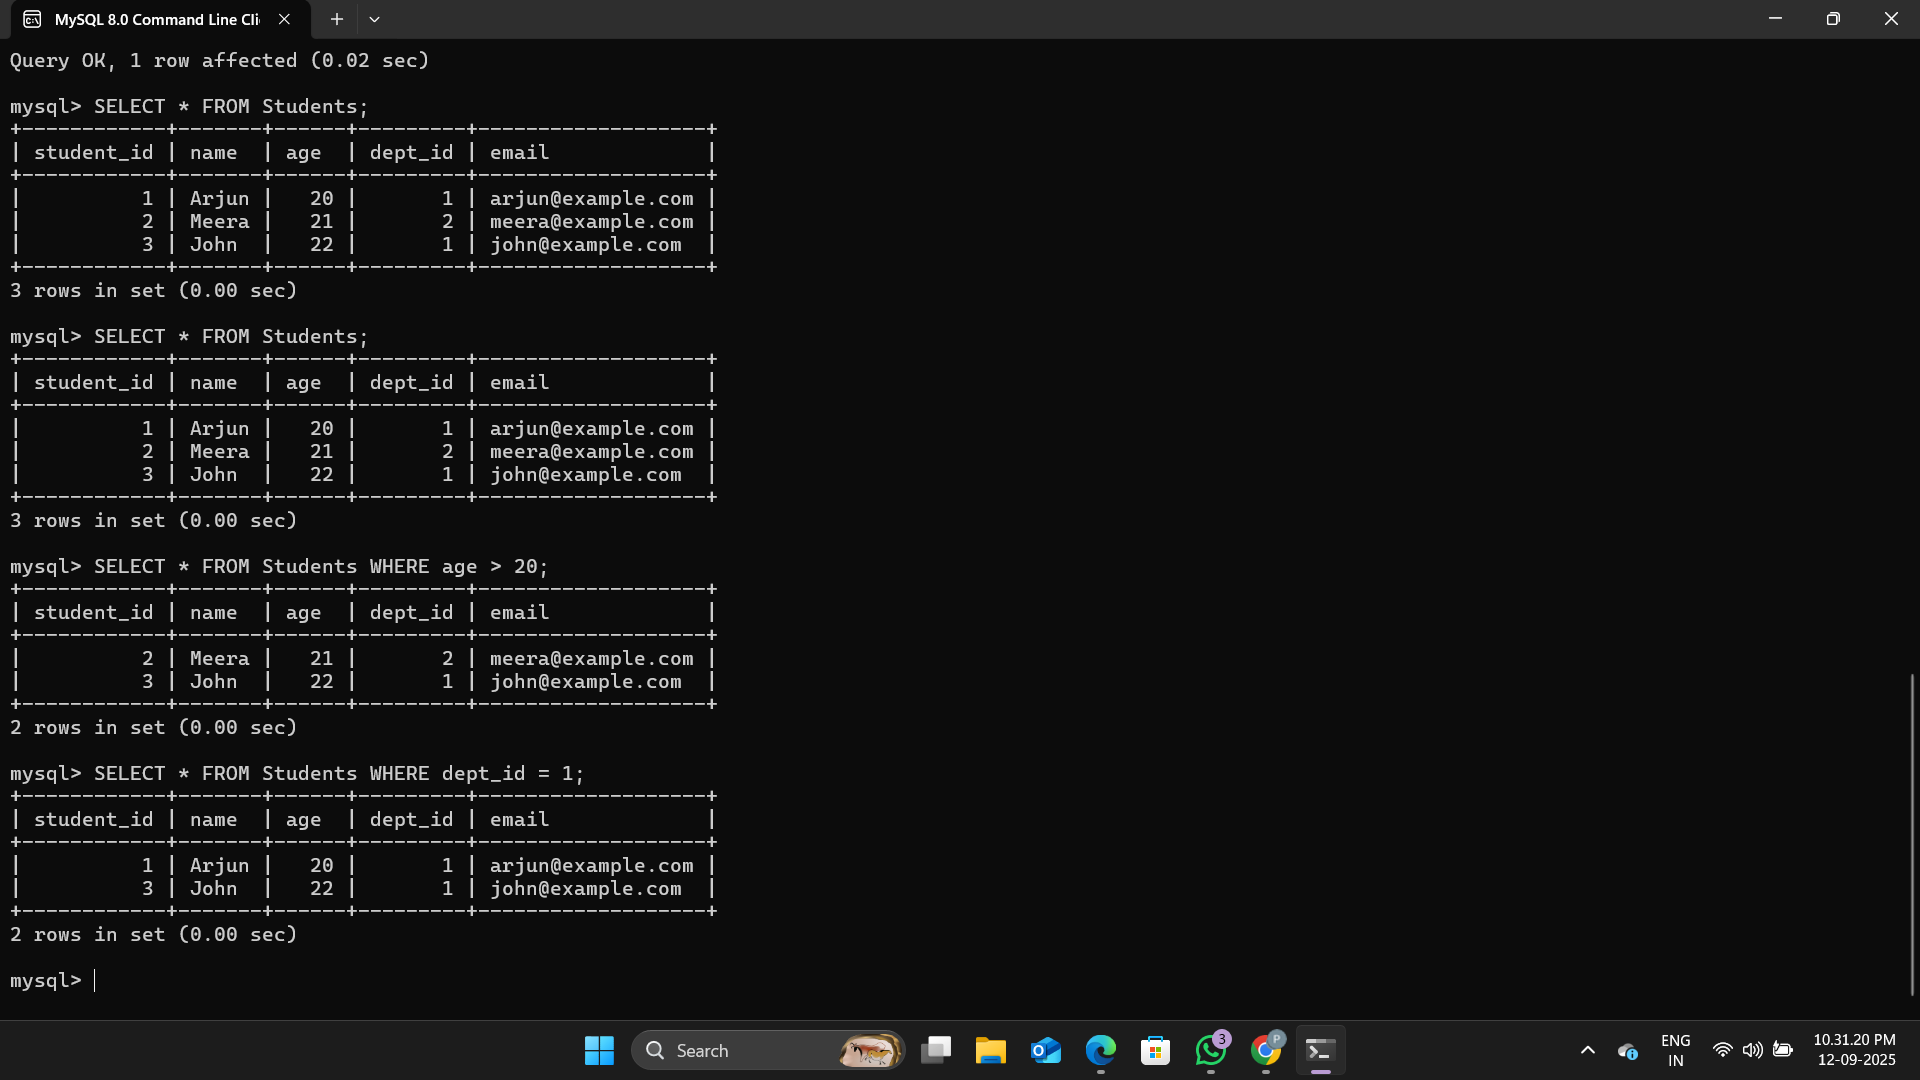 MySQL 8.0 Command Line Cli
Query OK, 1 row affected (0.02 sec)
mysql> SELECT * FROM Students;
+------------+-------+------+---------+-------------------+
| student_id | name  | age  | dept_id | email             |
+------------+-------+------+---------+-------------------+
|          1 | Arjun |   20 |       1 | arjun@example.com |
|          2 | Meera |   21 |       2 | meera@example.com |
|          3 | John  |   22 |       1 | john@example.com  |
+------------+-------+------+---------+-------------------+
3 rows in set (0.00 sec)
mysql> SELECT * FROM Students;
+------------+-------+------+---------+-------------------+
| student_id | name  | age  | dept_id | email             |
+------------+-------+------+---------+-------------------+
|          1 | Arjun |   20 |       1 | arjun@example.com |
|          2 | Meera |   21 |       2 | meera@example.com |
|          3 | John  |   22 |       1 | john@example.com  |
+------------+-------+------+---------+-------------------+
3 rows in set (0.00 sec)
mysql> SELECT * FROM Students WHERE age > 20;
+------------+-------+------+---------+-------------------+
| student_id | name  | age  | dept_id | email             |
+------------+-------+------+---------+-------------------+
|          2 | Meera |   21 |       2 | meera@example.com |
|          3 | John  |   22 |       1 | john@example.com  |
+------------+-------+------+---------+-------------------+
2 rows in set (0.00 sec)
mysql> SELECT * FROM Students WHERE dept_id = 1;
+------------+-------+------+---------+-------------------+
| student_id | name  | age  | dept_id | email             |
+------------+-------+------+---------+-------------------+
|          1 | Arjun |   20 |       1 | arjun@example.com |
|          3 | John  |   22 |       1 | john@example.com  |
+------------+-------+------+---------+-------------------+
2 rows in set (0.00 sec)
mysql>
Search
3
P
ENG
IN
10.31.20 PM
12-09-2025